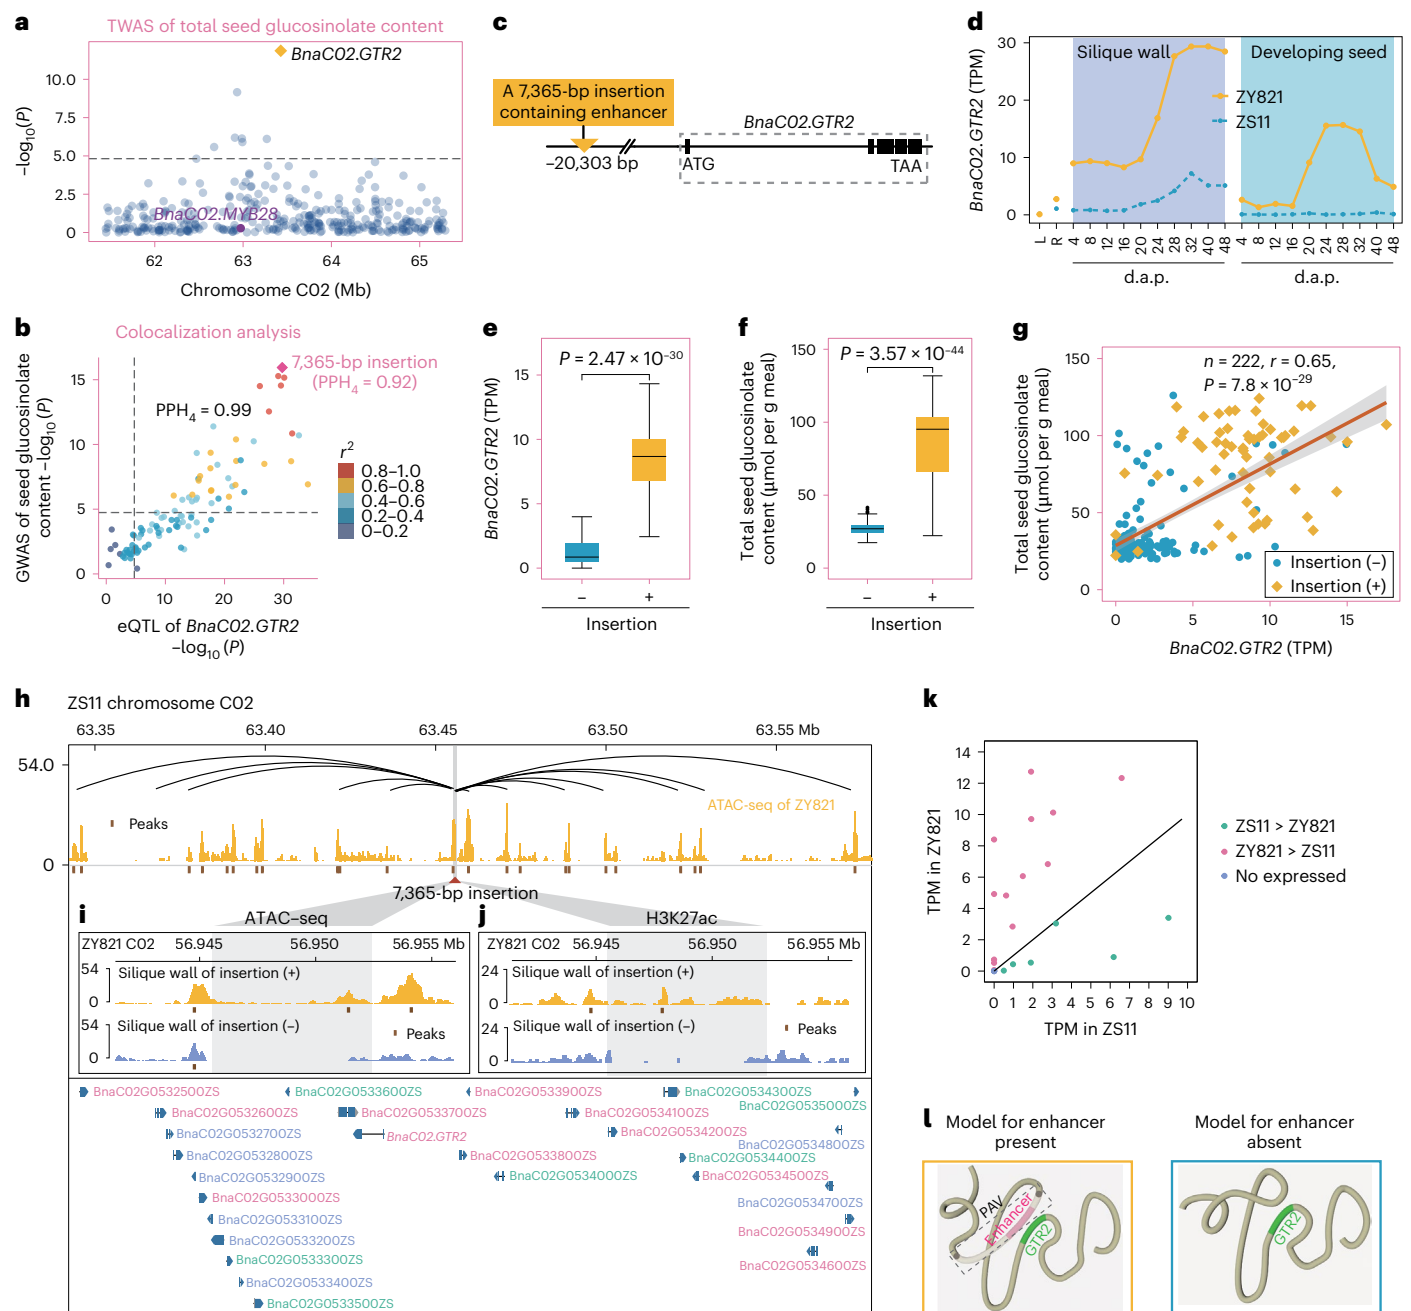 a
TWAS of total seed glucosinolate content
BnaC02.GTR2
BnaC02.MYB28
–log10(P)
10.0
7.5
5.0
2.5
0
62 63 64 65
Chromosome C02 (Mb)
b
Colocalization analysis
7,365-bp insertion
(PPH4 = 0.92)
PPH4 = 0.99
GWAS of seed glucosinolate
content –log10(P)
15
10
5
0
0 10 20 30
eQTL of BnaC02.GTR2
–log10(P)
r2
0.8–1.0
0.6–0.8
0.4–0.6
0.2–0.4
0–0.2
c
A 7,365-bp insertion
containing enhancer
BnaC02.GTR2
–20,303 bp
ATG
TAA
d
Silique wall
Developing seed
ZY821
ZS11
BnaC02.GTR2 (TPM)
30
20
10
0
L R 4 8 12 16 20 24 28 32 40 48 4 8 12 16 20 24 28 32 40 48
d.a.p. d.a.p.
e
P = 2.47 × 10–30
BnaC02.GTR2 (TPM)
15
10
5
0
– +
Insertion
f
P = 3.57 × 10–44
Total seed glucosinolate
content (μmol per g meal)
150
100
50
0
– +
Insertion
g
n = 222, r = 0.65,
P = 7.8 × 10–29
Total seed glucosinolate
content (μmol per g meal)
150
100
50
0
Insertion (–)
Insertion (+)
0 5 10 15
BnaC02.GTR2 (TPM)
h
ZS11 chromosome C02
63.35 63.40 63.45 63.50 63.55 Mb
54.0
0
ATAC-seq of ZY821
Peaks
7,365-bp insertion
i
ATAC–seq
ZY821 C02 56.945 56.950 56.955 Mb
54
0
Silique wall of insertion (+)
54
0
Silique wall of insertion (–)
Peaks
j
H3K27ac
ZY821 C02 56.945 56.950 56.955 Mb
24
0
Silique wall of insertion (+)
24
0
Silique wall of insertion (–)
Peaks
BnaC02G0532500ZS BnaC02G0533600ZS BnaC02G0533900ZS BnaC02G0534300ZS
BnaC02G0535000ZS
BnaC02G0532600ZS BnaC02G0533700ZS BnaC02G0534100ZS
BnaC02G0532700ZS BnaC02.GTR2 BnaC02G0534200ZS
BnaC02G0534800ZS
BnaC02G0532800ZS BnaC02G0533800ZS BnaC02G0534400ZS
BnaC02G0532900ZS BnaC02G0534000ZS BnaC02G0534500ZS
BnaC02G0533000ZS BnaC02G0534700ZS
BnaC02G0533100ZS
BnaC02G0534900ZS
BnaC02G0533200ZS
BnaC02G0533300ZS BnaC02G0534600ZS
BnaC02G0533400ZS
BnaC02G0533500ZS
k
TPM in ZY821
14
12
10
8
6
4
2
0
0 1 2 3 4 5 6 7 8 9 10
TPM in ZS11
ZS11 > ZY821
ZY821 > ZS11
No expressed
l
Model for enhancer
present
PAV
Enhancer
GTR2
Model for enhancer
absent
GTR2